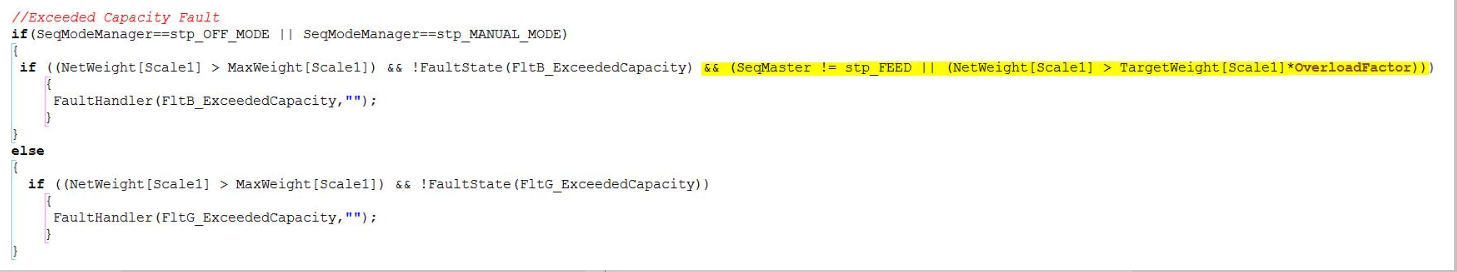 //Exceeded Capacity Fault
if(SeqModeManager==stp_OFF_MODE || SeqModeManager==stp_MANUAL_MODE)
{
if ((NetWeight[Scale1] > MaxWeight[Scale1]) && !FaultState(FltB_ExceededCapacity) && (SeqMaster != stp_FEED || (NetWeight[Scale1] > TargetWeight[Scale1]*OverloadFactor)))
{
FaultHandler(FltB_ExceededCapacity,"");
}
}
else
{
if ((NetWeight[Scale1] > MaxWeight[Scale1]) && !FaultState(FltG_ExceededCapacity))
{
FaultHandler(FltG_ExceededCapacity,"");
}
}